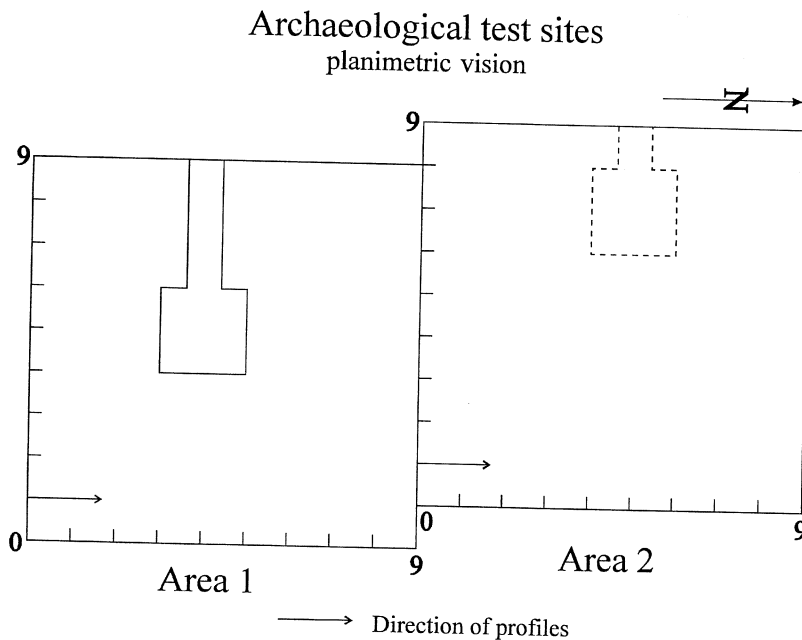 Archaeological test sites
planimetric vision
N
9
9
0
9
0
9
Area 1
Area 2
Direction of profiles